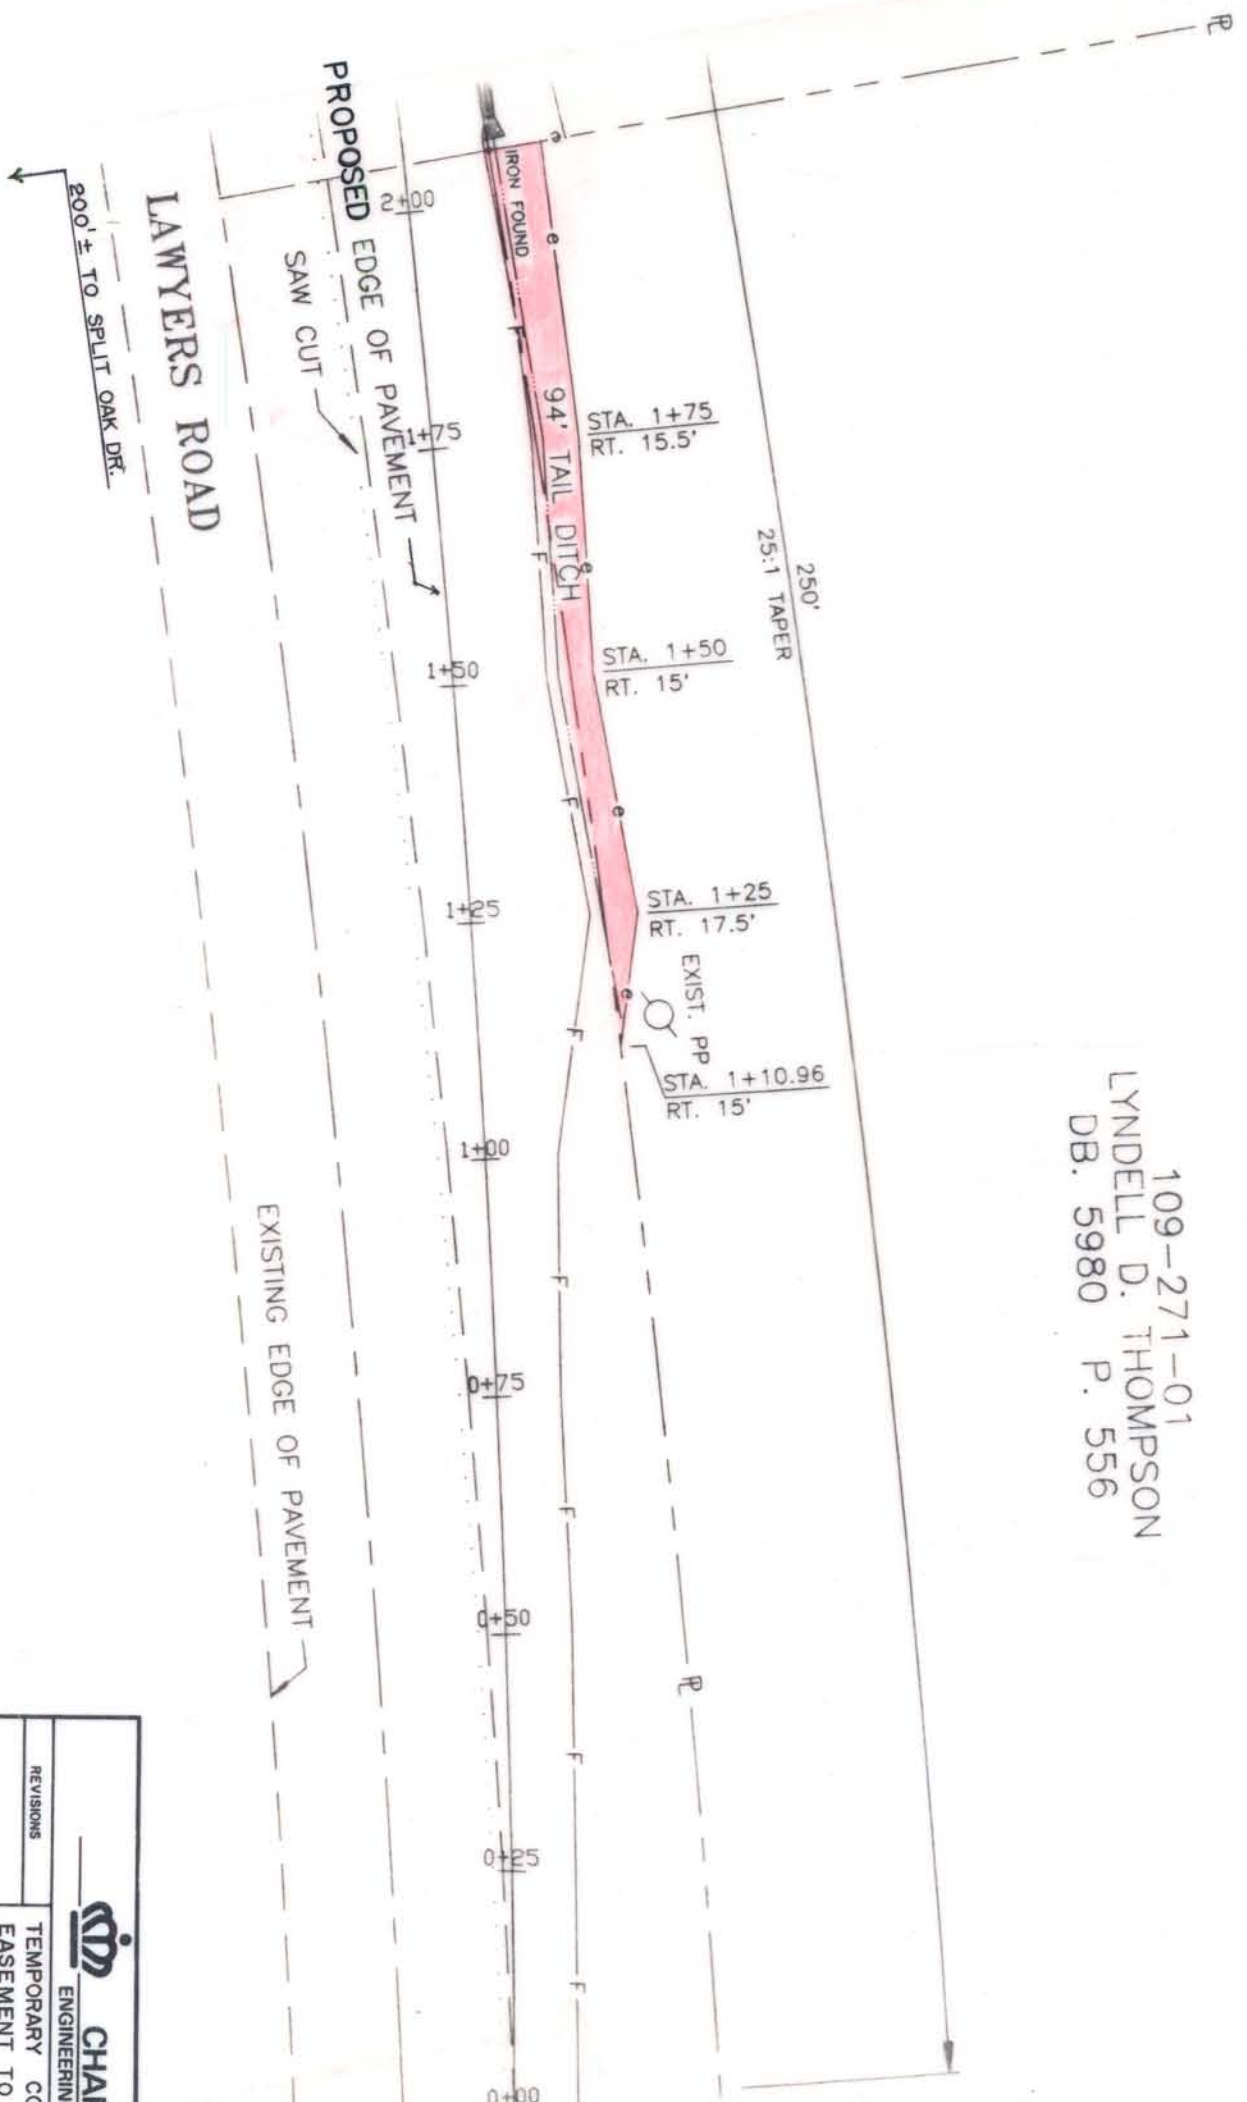 PL
PROPOSED EDGE OF PAVEMENT
SAW CUT
LAWYERS ROAD
200'± TO SPLIT OAK DR.
IRON FOUND
94' TAIL DITCH
e
e
e
e
e
F
F
F
F
F
F
F
F
2+00
1+75
1+50
1+25
1+00
0+75
0+50
0+25
0+00
STA. 1+75
RT. 15.5'
STA. 1+50
RT. 15'
STA. 1+25
RT. 17.5'
EXIST. PP
STA. 1+10.96
RT. 15'
250'
25:1 TAPER
109-271-01
LYNDELL D. THOMPSON
DB. 5980 P. 556
PL
EXISTING EDGE OF PAVEMENT
REVISIONS
CHAR
ENGINEERIN
TEMPORARY CO
EASEMENT TO